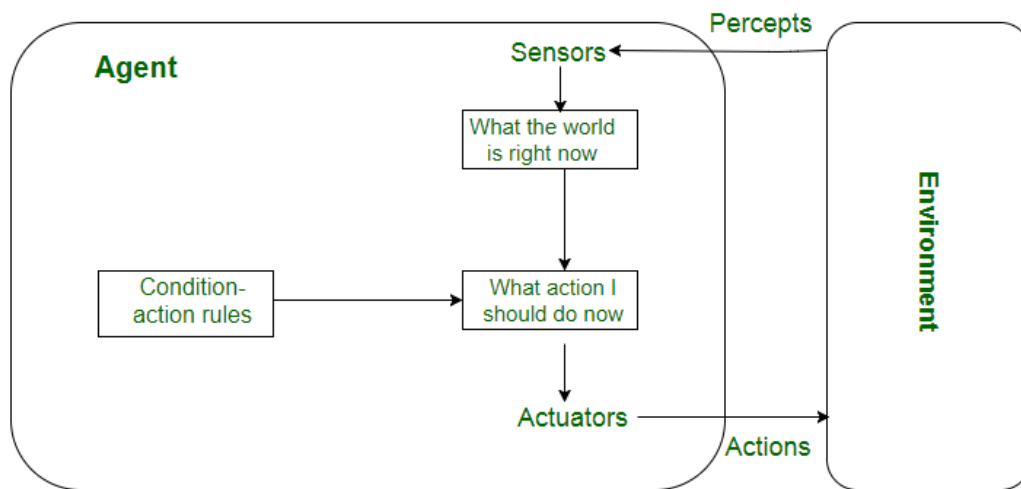 Percepts
Sensors
Agent
What the world
is right now
Environment
Condition-
action rules
What action I
should do now
Actuators
Actions